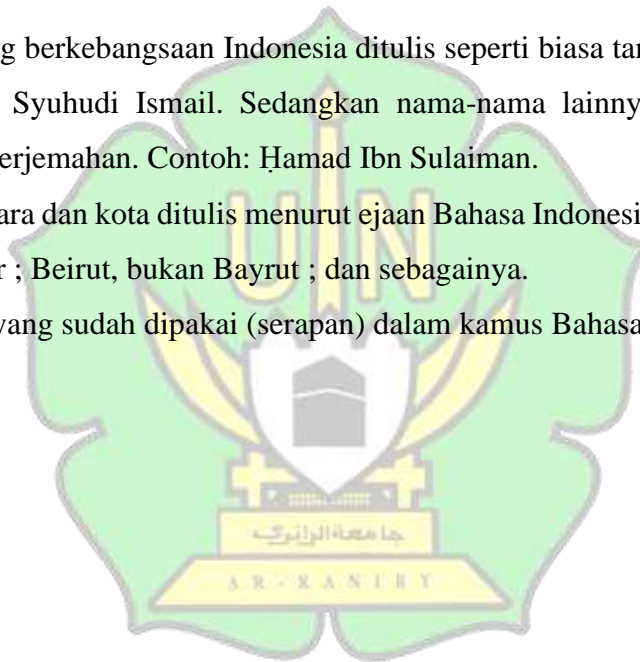 g berkebangsaan Indonesia ditulis seperti biasa tan
Syuhudi Ismail. Sedangkan nama-nama lainny
erjemahan. Contoh: Ḥamad Ibn Sulaiman.
ara dan kota ditulis menurut ejaan Bahasa Indonesi
r ; Beirut, bukan Bayrut ; dan sebagainya.
yang sudah dipakai (serapan) dalam kamus Bahasa
UIN
جامعة الرانري
AR-RANIRY